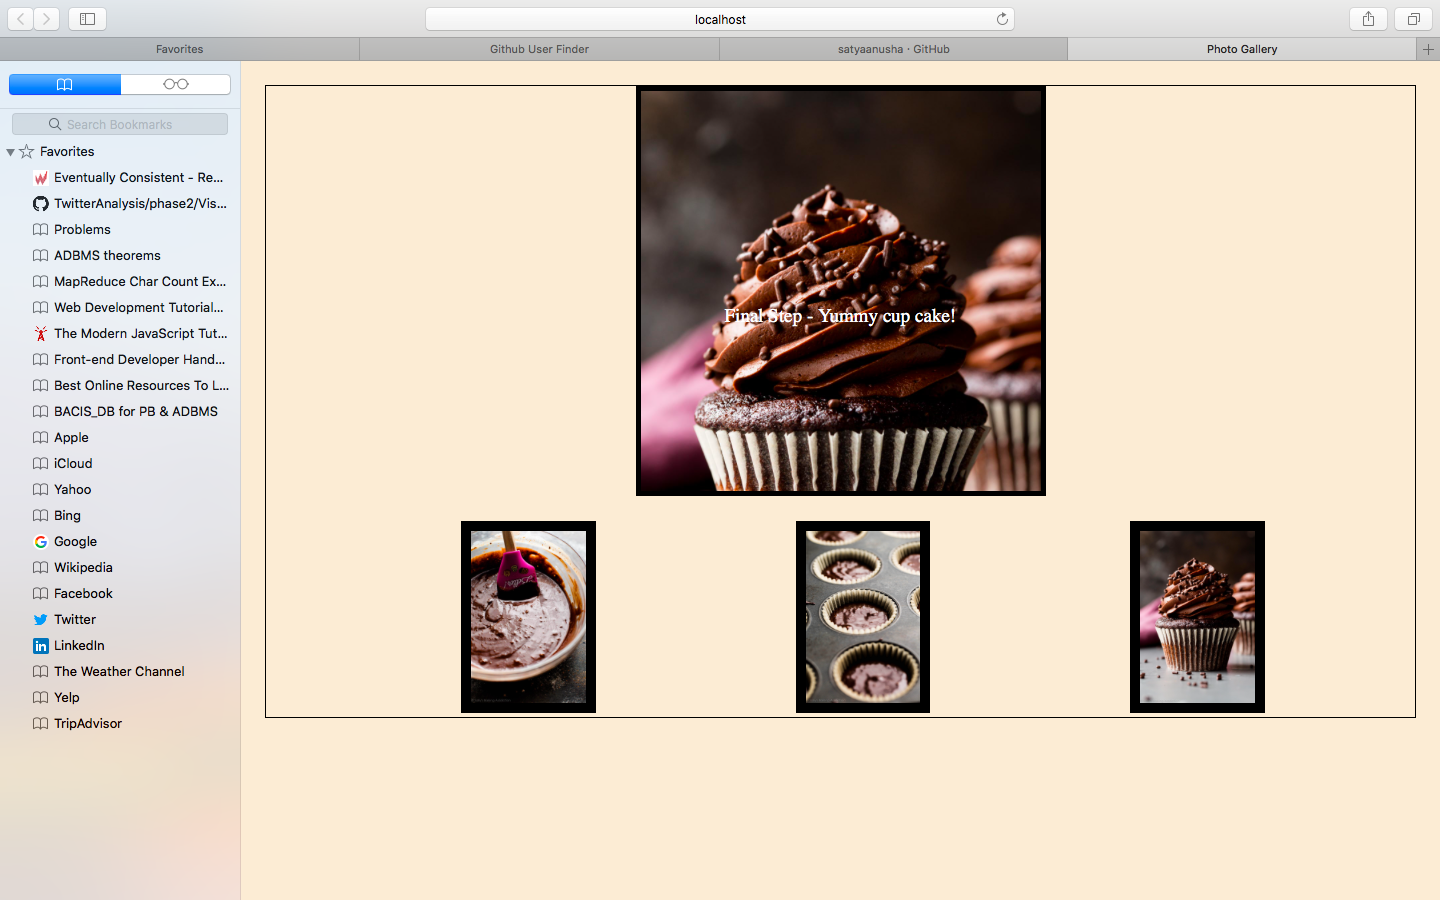 localhost
Favorites
Github User Finder
satyaanusha · GitHub
Photo Gallery
Search Bookmarks
Favorites
Eventually Consistent - Re...
TwitterAnalysis/phase2/Vis...
Problems
ADBMS theorems
MapReduce Char Count Ex...
Web Development Tutorial...
The Modern JavaScript Tut...
Front-end Developer Hand...
Best Online Resources To L...
BACIS_DB for PB & ADBMS
Apple
iCloud
Yahoo
Bing
Google
Wikipedia
Facebook
Twitter
LinkedIn
The Weather Channel
Yelp
TripAdvisor
Final Step - Yummy cup cake!